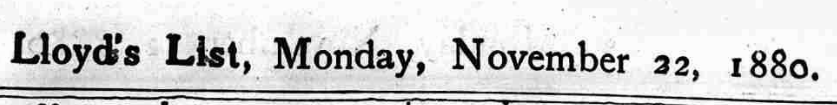 Lloyd's List, Monday, November 22, 1880.